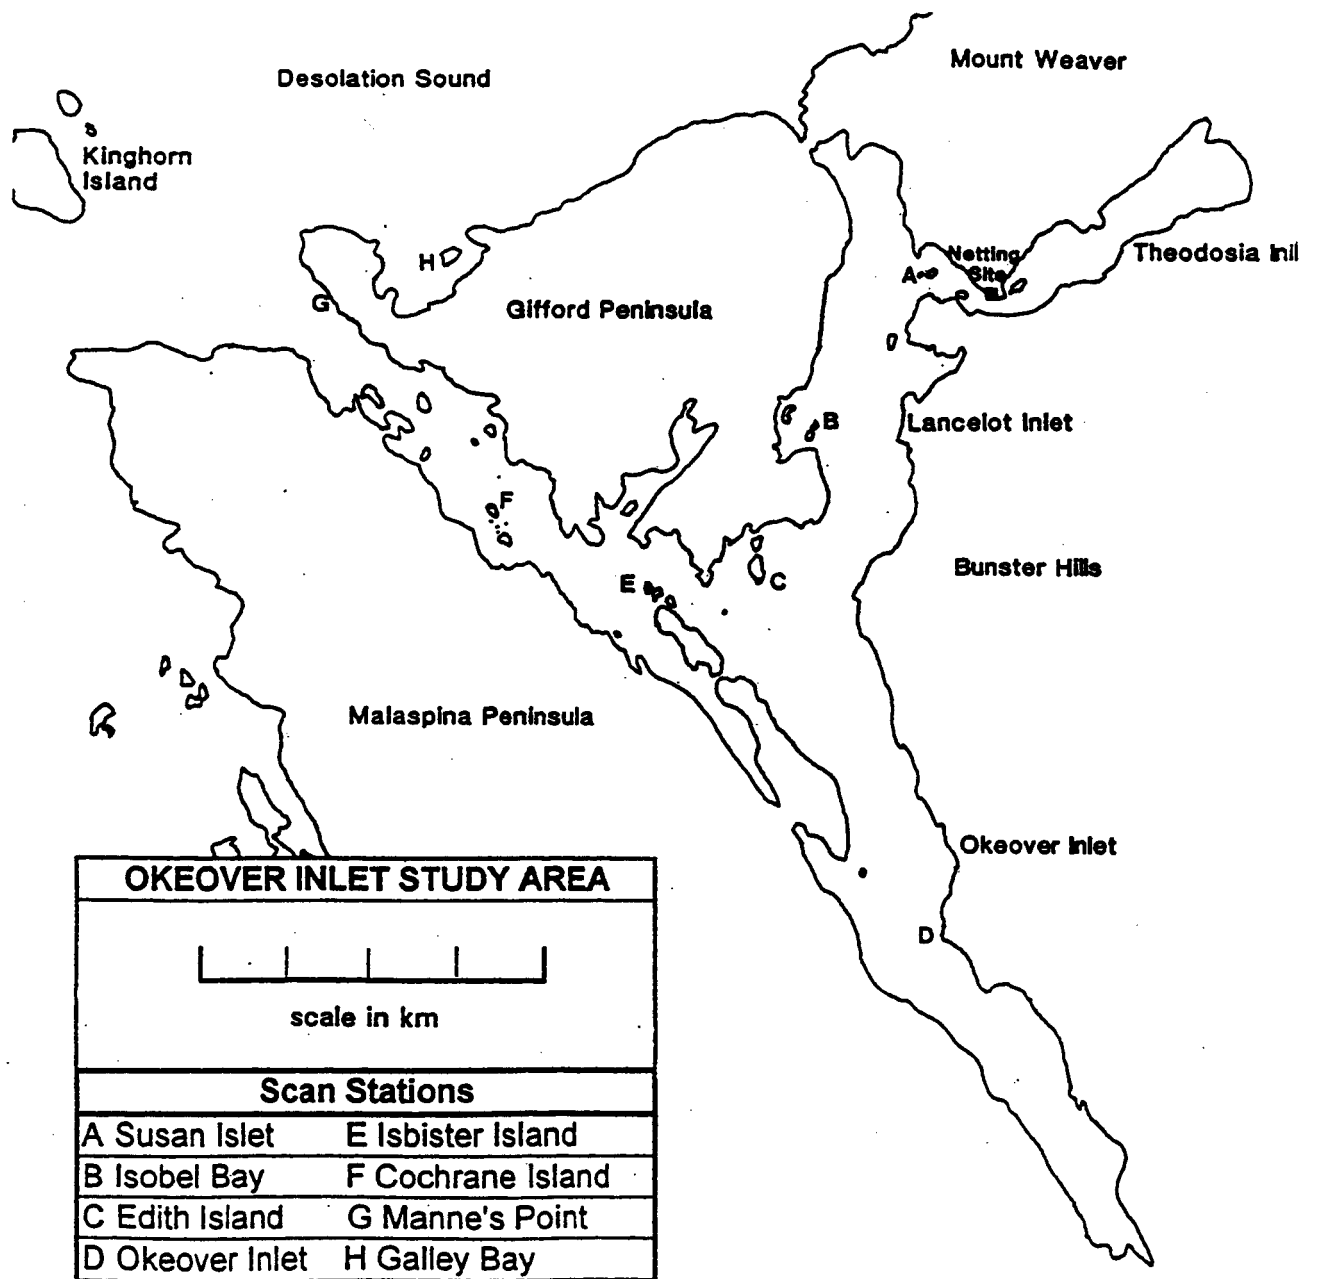 Mount Weaver
Desolation Sound
Kinghorn
Island
Netting
Site
Theodosia Inil
H
A
G
Gifford Peninsula
B
Lancelot Inlet
F
E
C
Bunster Hills
Malaspina Peninsula
Okeover Inlet
D
OKEOVER INLET STUDY AREA
scale in km
Scan Stations
A Susan Islet E Isbister Island
B Isobel Bay F Cochrane Island
C Edith Island G Manne's Point
D Okeover Inlet H Galley Bay